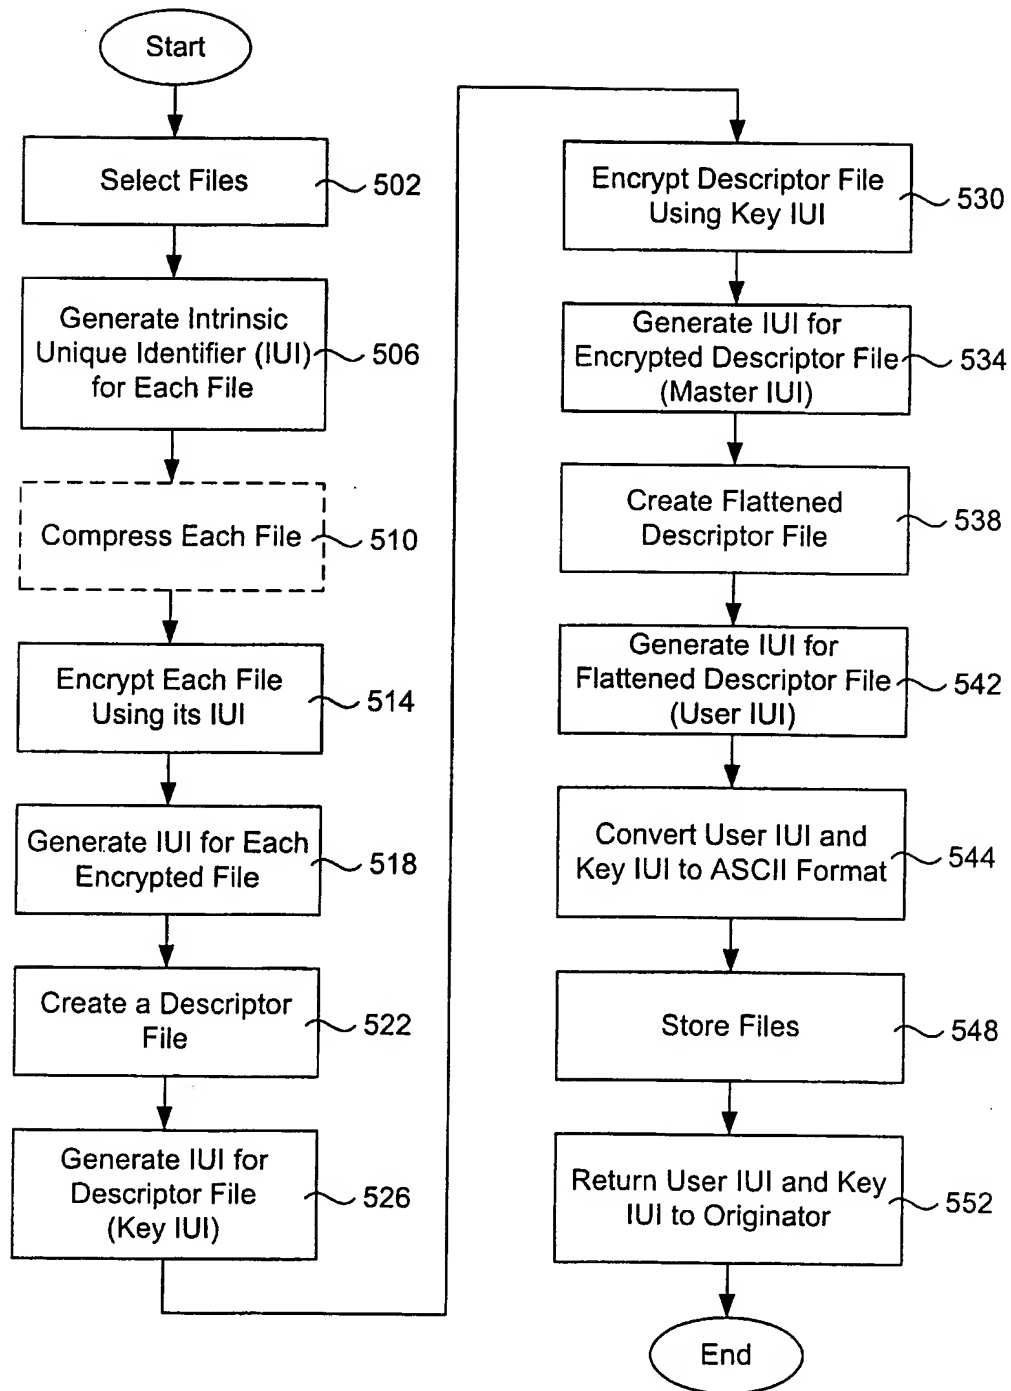 Start
Select Files
502
Generate Intrinsic
Unique Identifier (IUI)
for Each File
506
Compress Each File
510
Encrypt Each File
Using its IUI
514
Generate IUI for Each
Encrypted File
518
Create a Descriptor
File
522
Generate IUI for
Descriptor File
(Key IUI)
526
Encrypt Descriptor File
Using Key IUI
530
Generate IUI for
Encrypted Descriptor File
(Master IUI)
534
Create Flattened
Descriptor File
538
Generate IUI for
Flattened Descriptor File
(User IUI)
542
Convert User IUI and
Key IUI to ASCII Format
544
Store Files
548
Return User IUI and Key
IUI to Originator
552
End